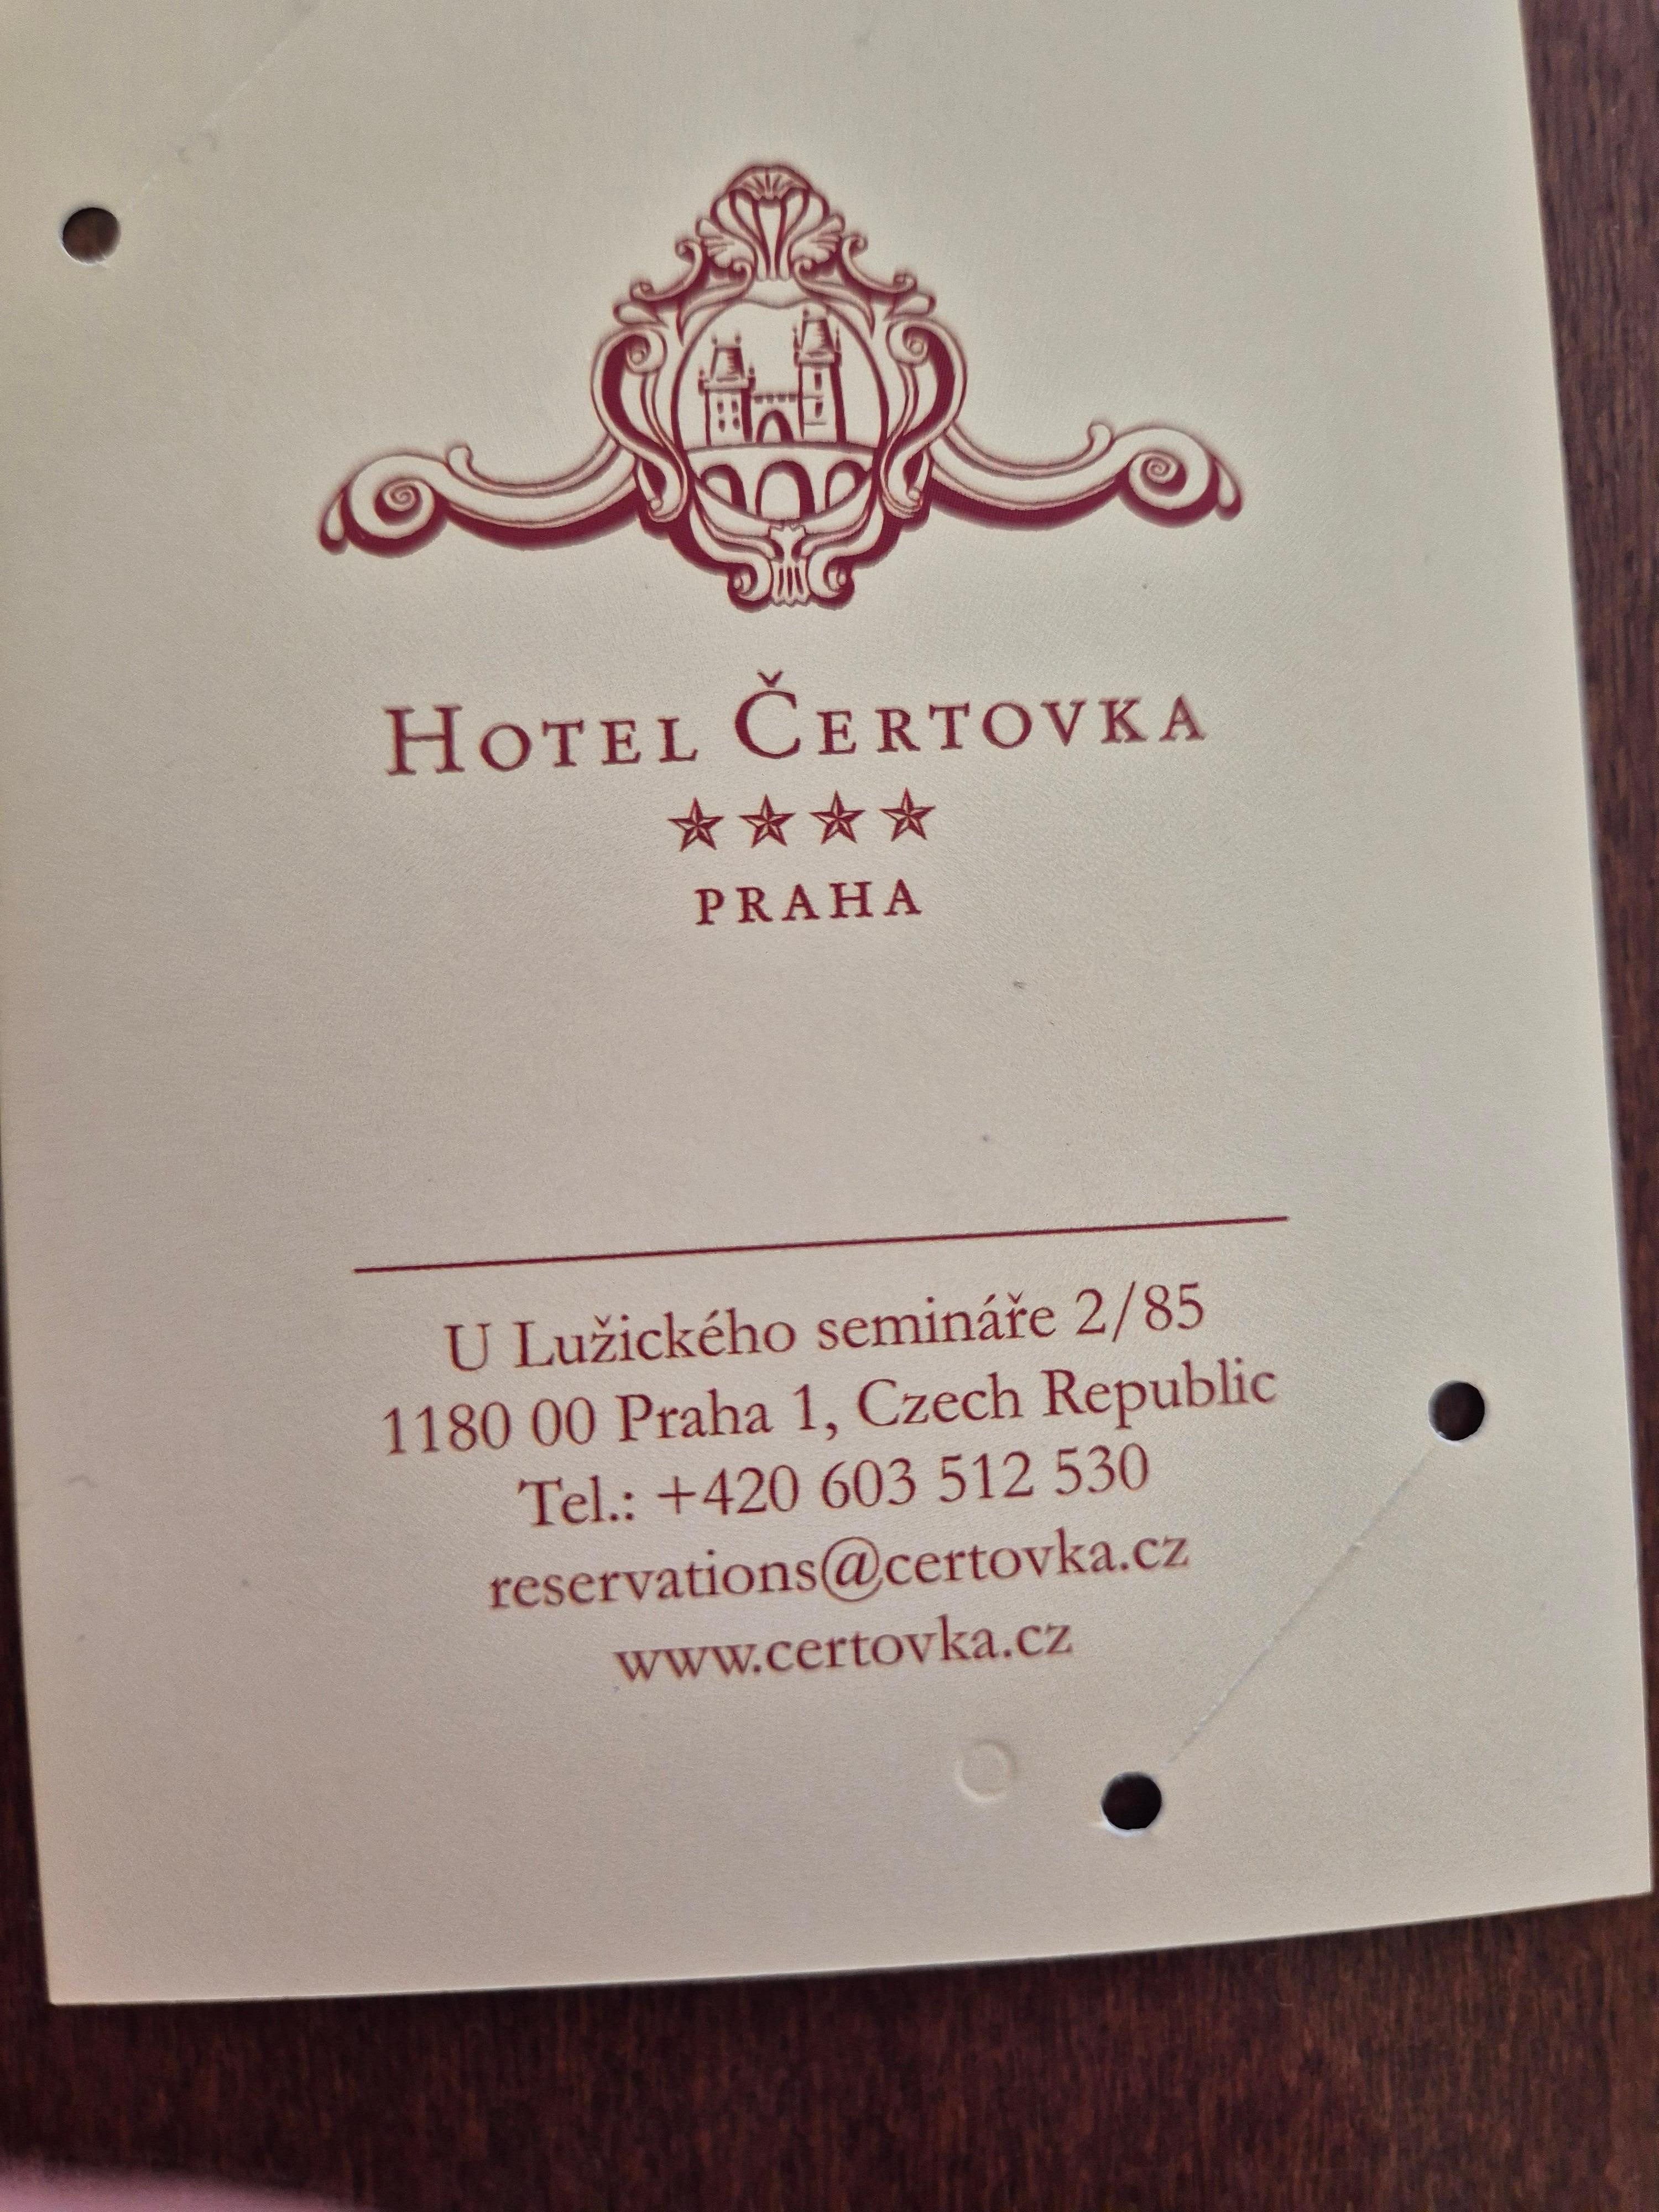 HOTEL ČERTOVKA
PRAHA
U Lužického semináře 2/85
1180 00 Praha 1, Czech Republic
Tel.: +420 603 512 530
reservations@certovka.cz
www.certovka.cz